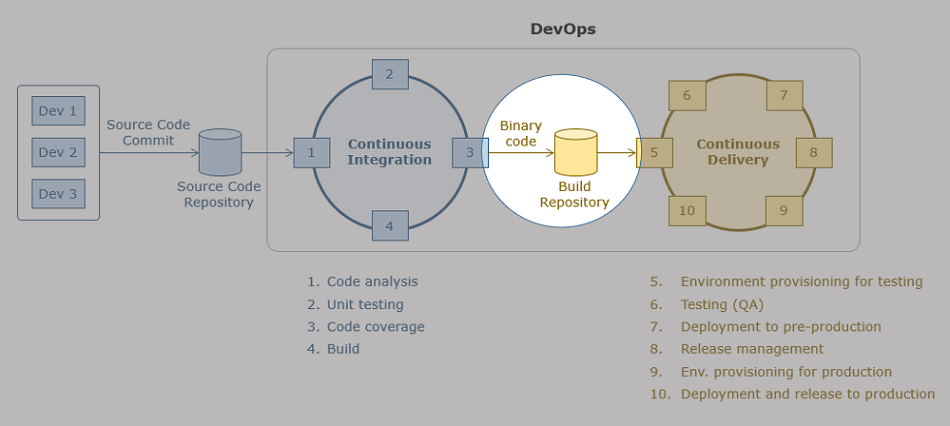 DevOps
Dev 1
Dev 2
Dev 3
Source Code
Commit
Source Code
Repository
1
2
3
4
Continuous
Integration
Binary
code
Build
Repository
5
6
7
8
9
10
Continuous
Delivery
1. Code analysis
2. Unit testing
3. Code coverage
4. Build
5. Environment provisioning for testing
6. Testing (QA)
7. Deployment to pre-production
8. Release management
9. Env. provisioning for production
10. Deployment and release to production